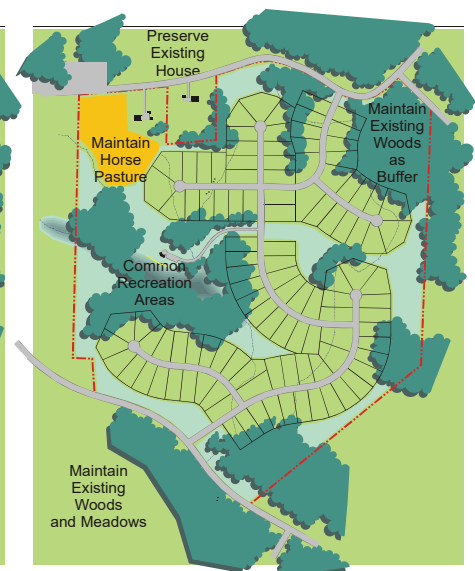 Preserve
Existing
House
Maintain
Existing
Woods
as
Buffer
Maintain
Horse
Pasture
Common
Recreation
Areas
Maintain
Existing
Woods
and Meadows